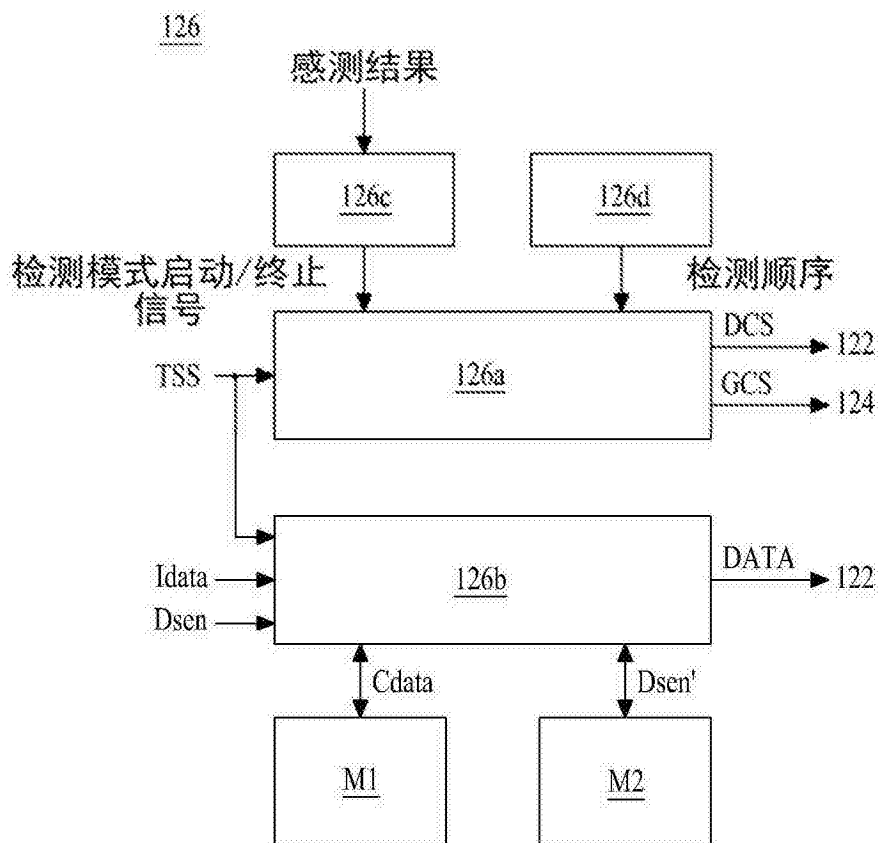 126
感测结果
126c
126d
检测模式启动/终止
信号
检测顺序
DCS
122
TSS
126a
GCS
124
DATA
Idata
126b
122
Dsen
Cdata
Dsen'
M1
M2